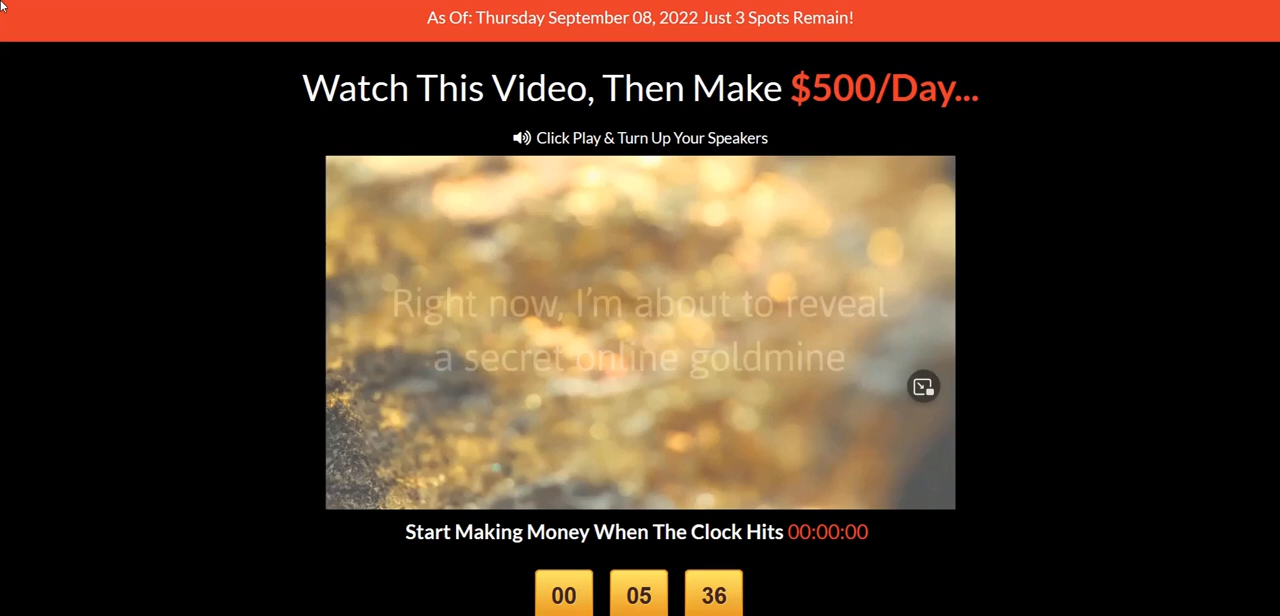 As Of: Thursday September 08, 2022 Just 3 Spots Remain!
Watch This Video, Then Make $500/Day...
Click Play & Turn Up Your Speakers
Right now, I'm about to reveal
a secret online goldmine
Start Making Money When The Clock Hits 00:00:00
00 05 36